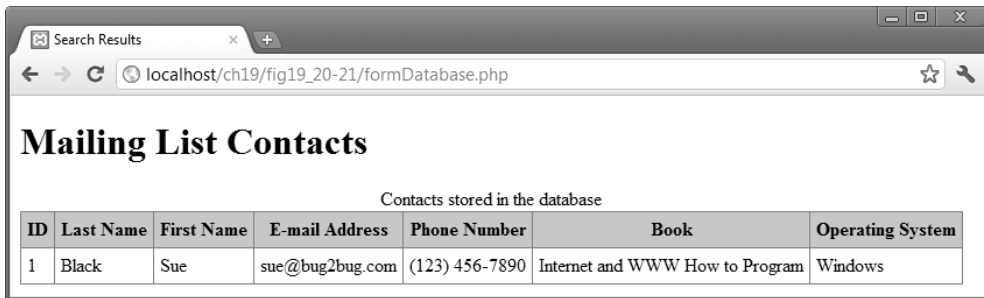 Search Results
localhost/ch19/fig19_20-21/formDatabase.php
Mailing List Contacts
Contacts stored in the database
ID Last Name First Name E-mail Address Phone Number Book Operating System
1 Black Sue sue@bug2bug.com (123) 456-7890 Internet and WWW How to Program Windows